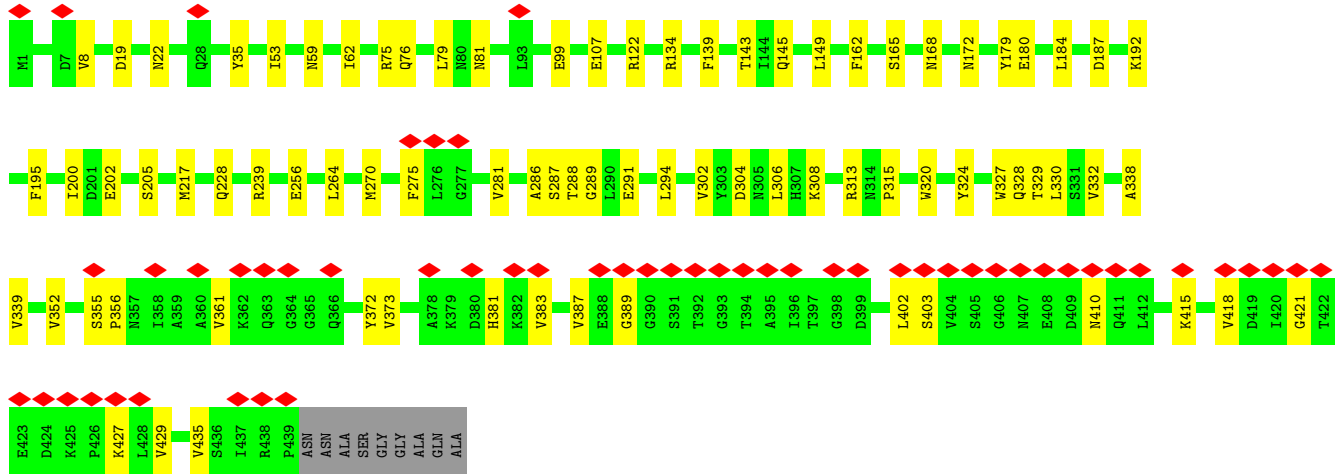 M1 D7 V8 D19 N22 Q28 Y35 I53 N59 I62 R75 Q76 L79 N80 N81 L93 E99 E107 R122 R134 F139 T143 I144 Q145 L149 F162 S165 N168 N172 Y179 E180 L184 D187 K192
F195 I200 D201 E202 S205 M217 Q228 R239 E256 L264 M270 F275 L276 G277 V281 A286 S287 T288 G289 L290 E291 L294 V302 Y303 D304 N305 L306 H307 K308 R313 N314 P315 W320 Y324 W327 Q328 T329 L330 S331 V332 A338
V339 V352 S355 P356 N357 I358 A359 A360 V361 K362 Q363 G364 G365 Q366 Y372 V373 A378 K379 D380 H381 K382 V383 V387 E388 G389 G390 S391 T392 G393 T394 A395 I396 T397 G398 D399 L402 S403 V404 S405 G406 N407 E408 D409 N410 Q411 L412 K415 V418 D419 I420 G421 T422
E423 D424 K425 P426 K427 L428 V429 V435 S436 I437 R438 P439 ASN ASN ALA SER GLY GLY ALA GLN ALA